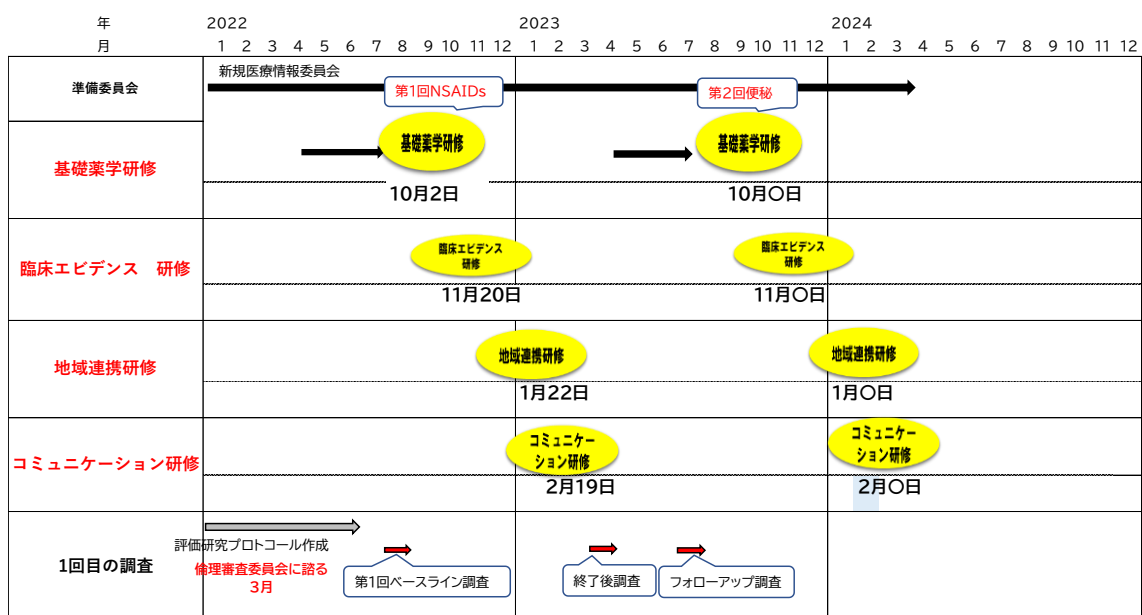 年 2022 2023 2024
月 1 2 3 4 5 6 7 8 9 10 11 12 1 2 3 4 5 6 7 8 9 10 11 12 1 2 3 4 5 6 7 8 9 10 11 12
準備委員会
新規医療情報委員会
第1回NSAIDs
第2回便秘
基礎薬学研修
基礎薬学研修
基礎薬学研修
10月2日
10月〇日
臨床エビデンス　研修
臨床エビデンス
研修
臨床エビデンス
研修
11月20日
11月〇日
地域連携研修
地域連携研修
地域連携研修
1月22日
1月〇日
コミュニケーション研修
コミュニケー
ション研修
コミュニケー
ション研修
2月19日
2月〇日
1回目の調査
評価研究プロトコール作成
倫理審査委員会に諮る
3月
第1回ベースライン調査
終了後調査
フォローアップ調査